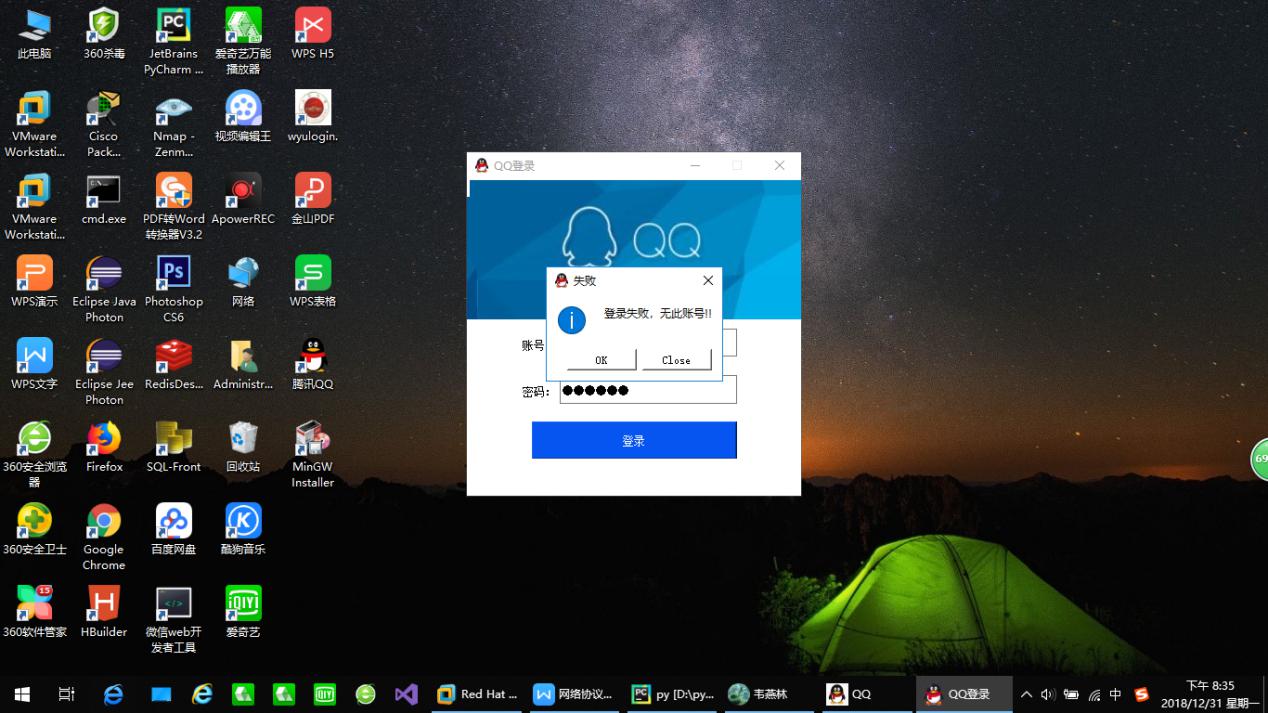 此电脑
360杀毒
JetBrains
PyCharm ...
爱奇艺万能
播放器
WPS H5
VMware
Workstati...
Cisco
Pack...
Nmap -
Zenm...
视频编辑王
wyulogin.
VMware
Workstati...
cmd.exe
PDF转Word
转换器V3.2
ApowerREC
金山PDF
WPS演示
Eclipse Java
Photon
Photoshop
CS6
网络
WPS表格
WPS文字
Eclipse Jee
Photon
RedisDes...
Administr...
腾讯QQ
360安全浏览
器
Firefox
SQL-Front
回收站
MinGW
Installer
360安全卫士
Google
Chrome
百度网盘
酷狗音乐
15
360软件管家
HBuilder
微信web开
发者工具
iQIYI
爱奇艺
QQ登录
QQ
失败
登录失败，无此账号!!
OK
Close
账号
密码：
登录
69
Red Hat ...
网络协议...
py [D:\py...
韦燕林
QQ
QQ登录
中
下午 8:35
2018/12/31 星期一